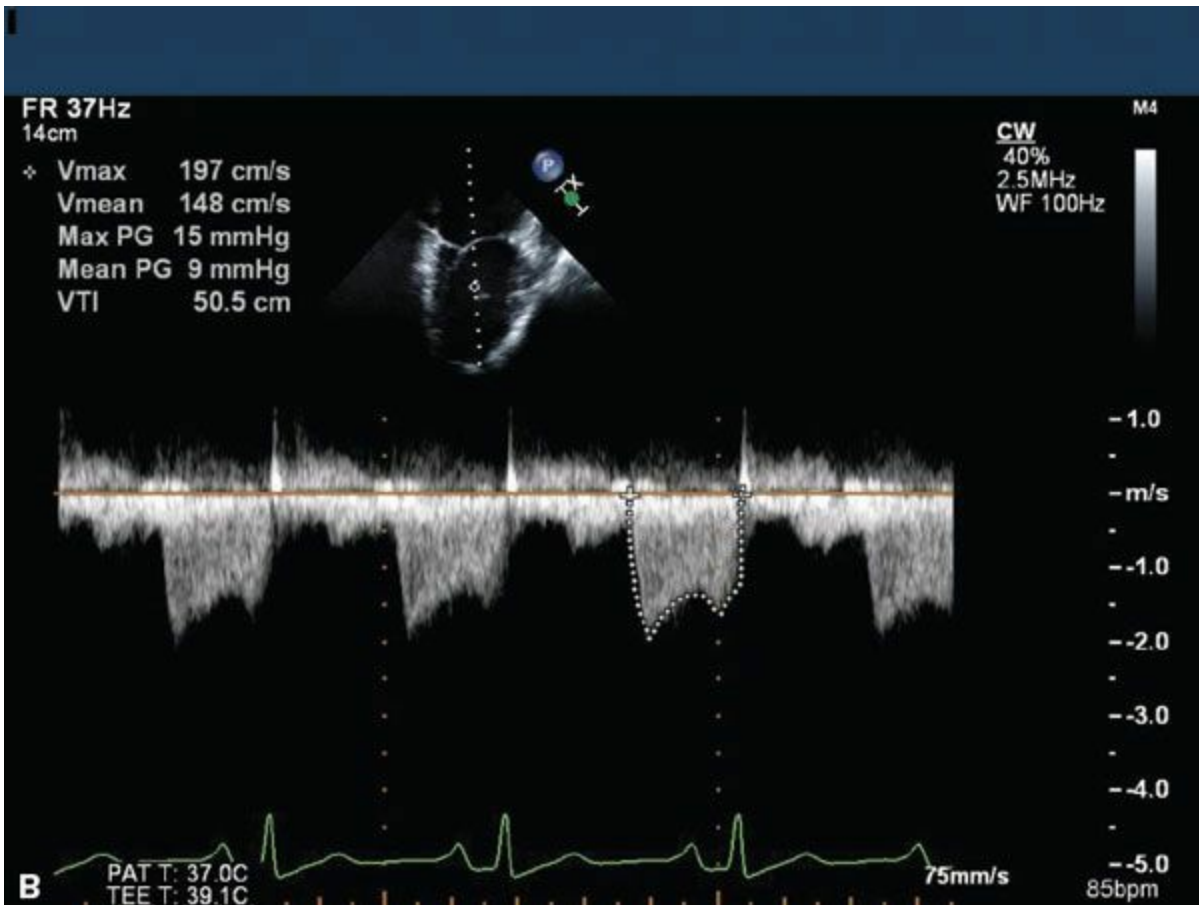 FR 37Hz
14cm
M4
CW
40%
2.5MHz
WF 100Hz
P
Vmax 197 cm/s
Vmean 148 cm/s
Max PG 15 mmHg
Mean PG 9 mmHg
VTI 50.5 cm
1.0
m/s
-1.0
-2.0
-3.0
-4.0
-5.0
B
PAT T: 37.0C
TEE T: 39.1C
75mm/s
85bpm